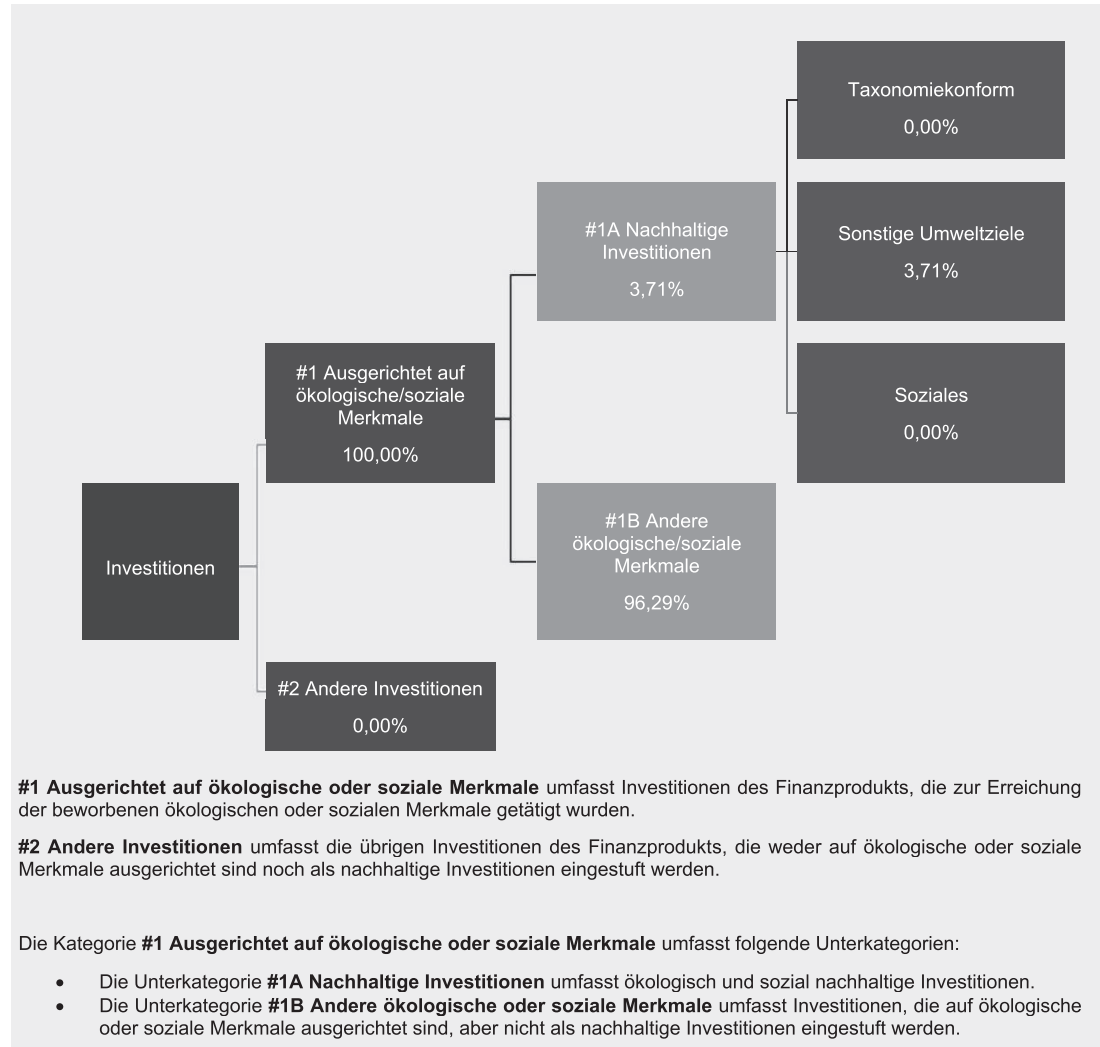 Taxonomiekonform
0,00%
#1A Nachhaltige
Investitionen
3,71%
Sonstige Umweltziele
3,71%
#1 Ausgerichtet auf
ökologische/soziale
Merkmale
100,00%
Soziales
0,00%
Investitionen
#1B Andere
ökologische/soziale
Merkmale
96,29%
#2 Andere Investitionen
0,00%
#1 Ausgerichtet auf ökologische oder soziale Merkmale umfasst Investitionen des Finanzprodukts, die zur Erreichung
der beworbenen ökologischen oder sozialen Merkmale getätigt wurden.
#2 Andere Investitionen umfasst die übrigen Investitionen des Finanzprodukts, die weder auf ökologische oder soziale
Merkmale ausgerichtet sind noch als nachhaltige Investitionen eingestuft werden.
Die Kategorie #1 Ausgerichtet auf ökologische oder soziale Merkmale umfasst folgende Unterkategorien:
• Die Unterkategorie #1A Nachhaltige Investitionen umfasst ökologisch und sozial nachhaltige Investitionen.
• Die Unterkategorie #1B Andere ökologische oder soziale Merkmale umfasst Investitionen, die auf ökologische
oder soziale Merkmale ausgerichtet sind, aber nicht als nachhaltige Investitionen eingestuft werden.